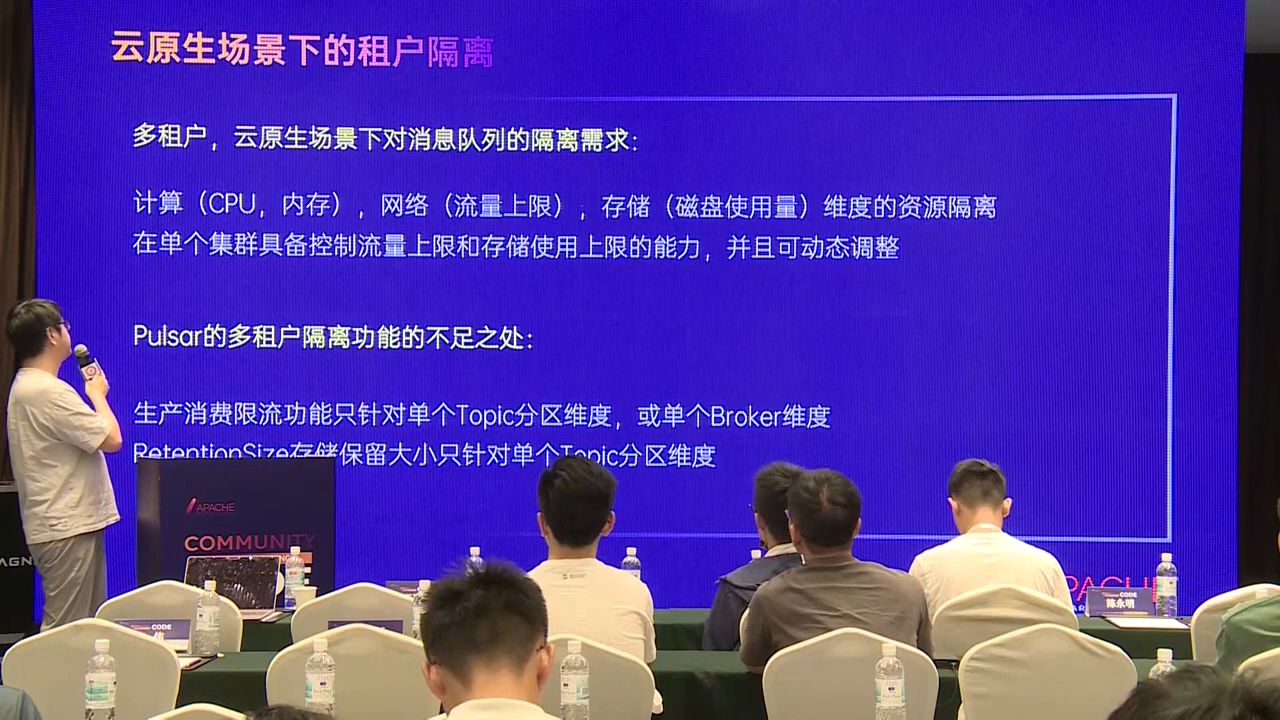 云原生场景下的租户隔离
多租户，云原生场景下对消息队列的隔离需求：
计算（CPU，内存），网络（流量上限），存储（磁盘使用量）维度的资源隔离
在单个集群具备控制流量上限和存储使用上限的能力，并且可动态调整
Pulsar的多租户隔离功能的不足之处：
生产消费限流功能只针对单个Topic分区维度，或单个Broker维度
RetentionSize存储保留大小只针对单个Topic分区维度
APACHE
COMMUNITY
CODE
陈永明
CODE